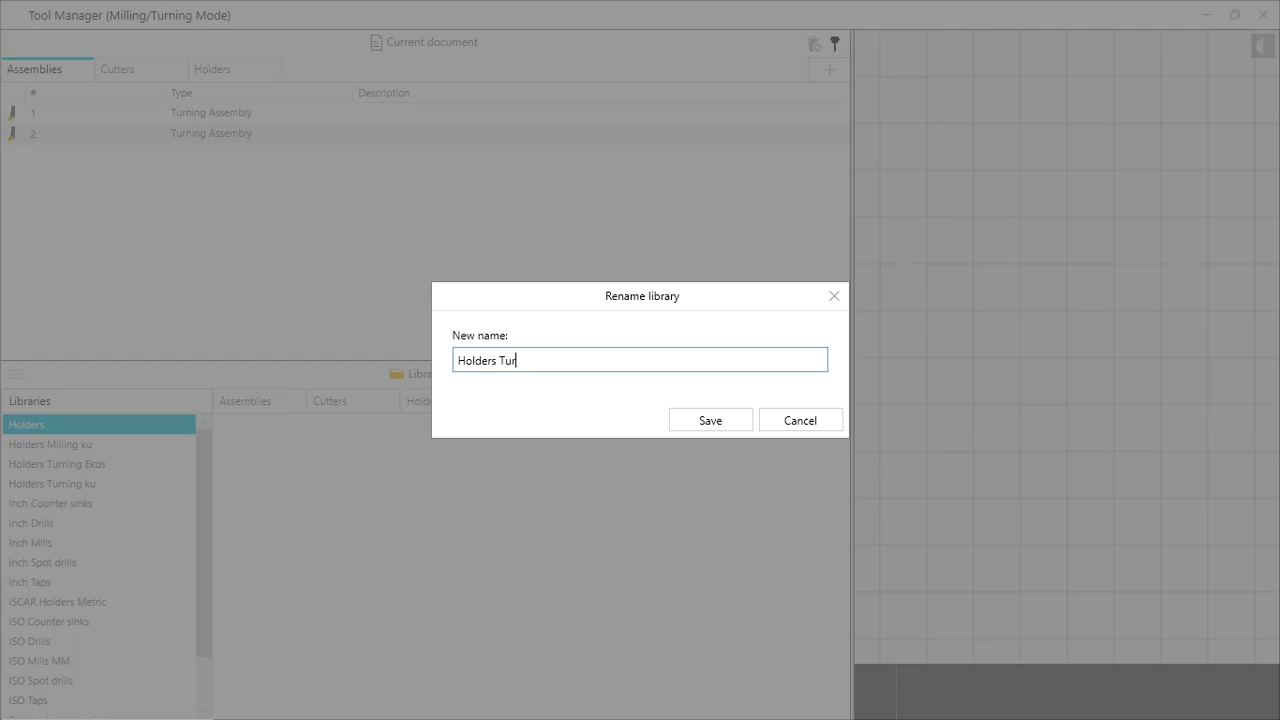 Tool Manager (Milling/Turning Mode)
Current document
Assemblies Cutters Holders
# Type Description
1 Turning Assembly
2 Turning Assembly
Rename library
New name:
Holders Tur
Save Cancel
Libraries Assemblies Cutters
Holders
Holders Milling ku
Holders Turning Ekos
Holders Turning ku
Inch Counter sinks
Inch Drills
Inch Mills
Inch Spot drills
Inch Taps
ISCAR Holders Metric
ISO Counter sinks
ISO Drills
ISO Mills MM
ISO Spot drills
ISO Taps